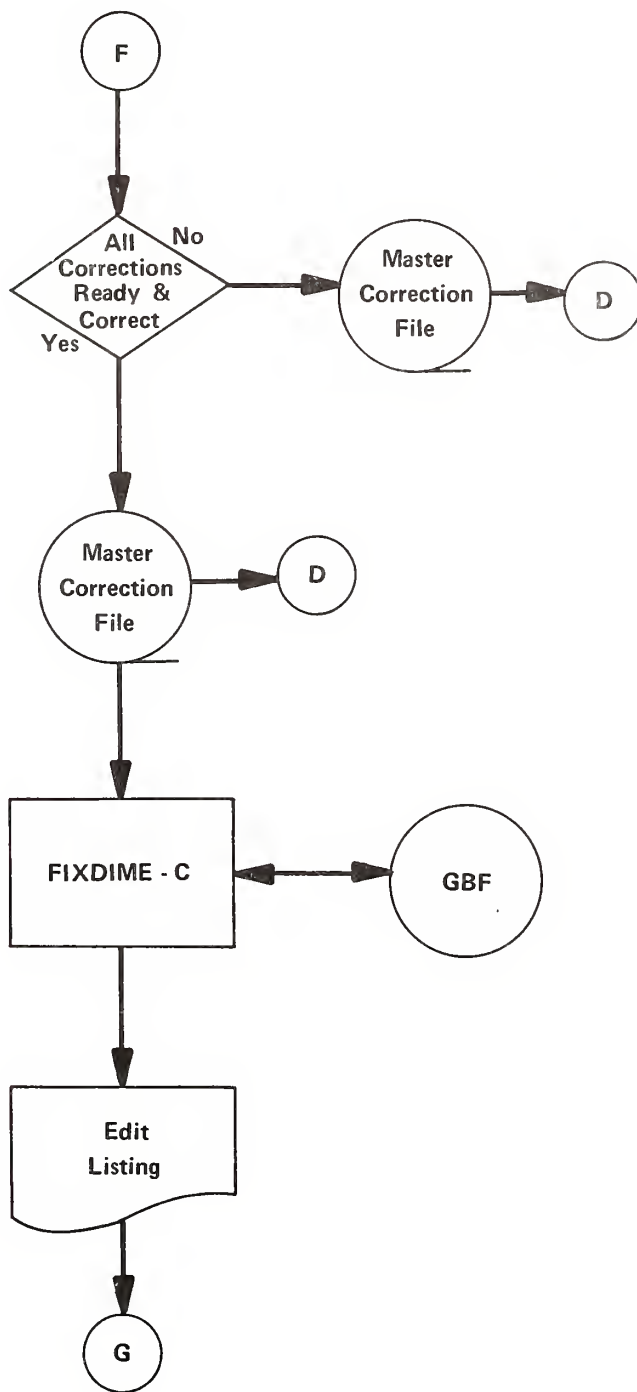 F
All
Corrections
Ready &
Correct
No
Yes
Master
Correction
File
D
Master
Correction
File
D
FIXDIME - C
GBF
Edit
Listing
G